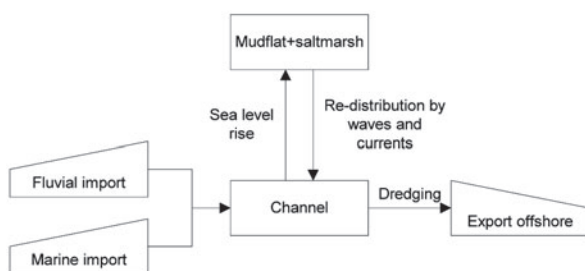 Mudflat+saltmarsh
Sea level
rise
Re-distribution by
waves and
currents
Fluvial import
Channel
Dredging
Export offshore
Marine import